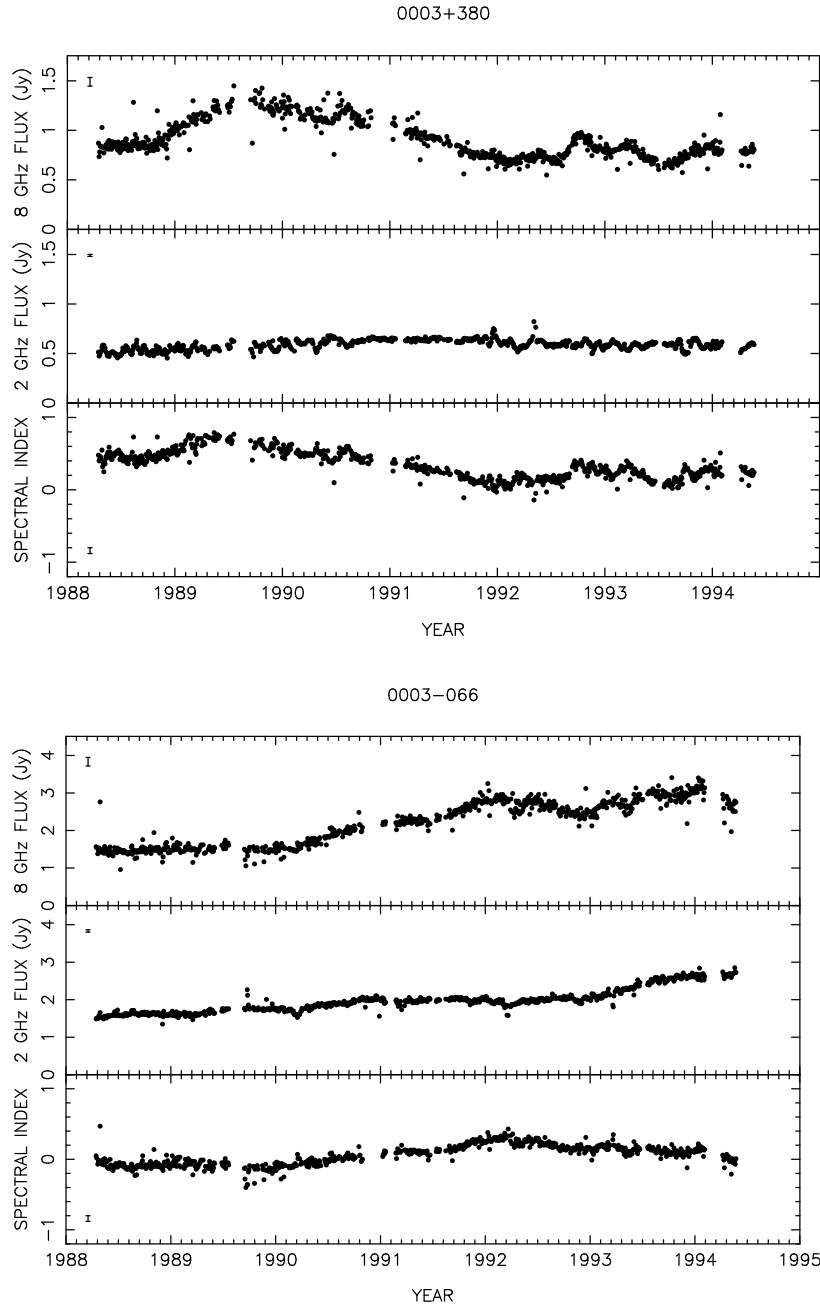 0003+380
8 GHz FLUX (Jy)
1.5
1
0.5
0
2 GHz FLUX (Jy)
1.5
1
0.5
0
SPECTRAL INDEX
1
0
−1
1988 1989 1990 1991 1992 1993 1994
YEAR
0003−066
8 GHz FLUX (Jy)
4
3
2
1
0
2 GHz FLUX (Jy)
4
3
2
1
0
SPECTRAL INDEX
1
0
−1
1988 1989 1990 1991 1992 1993 1994 1995
YEAR